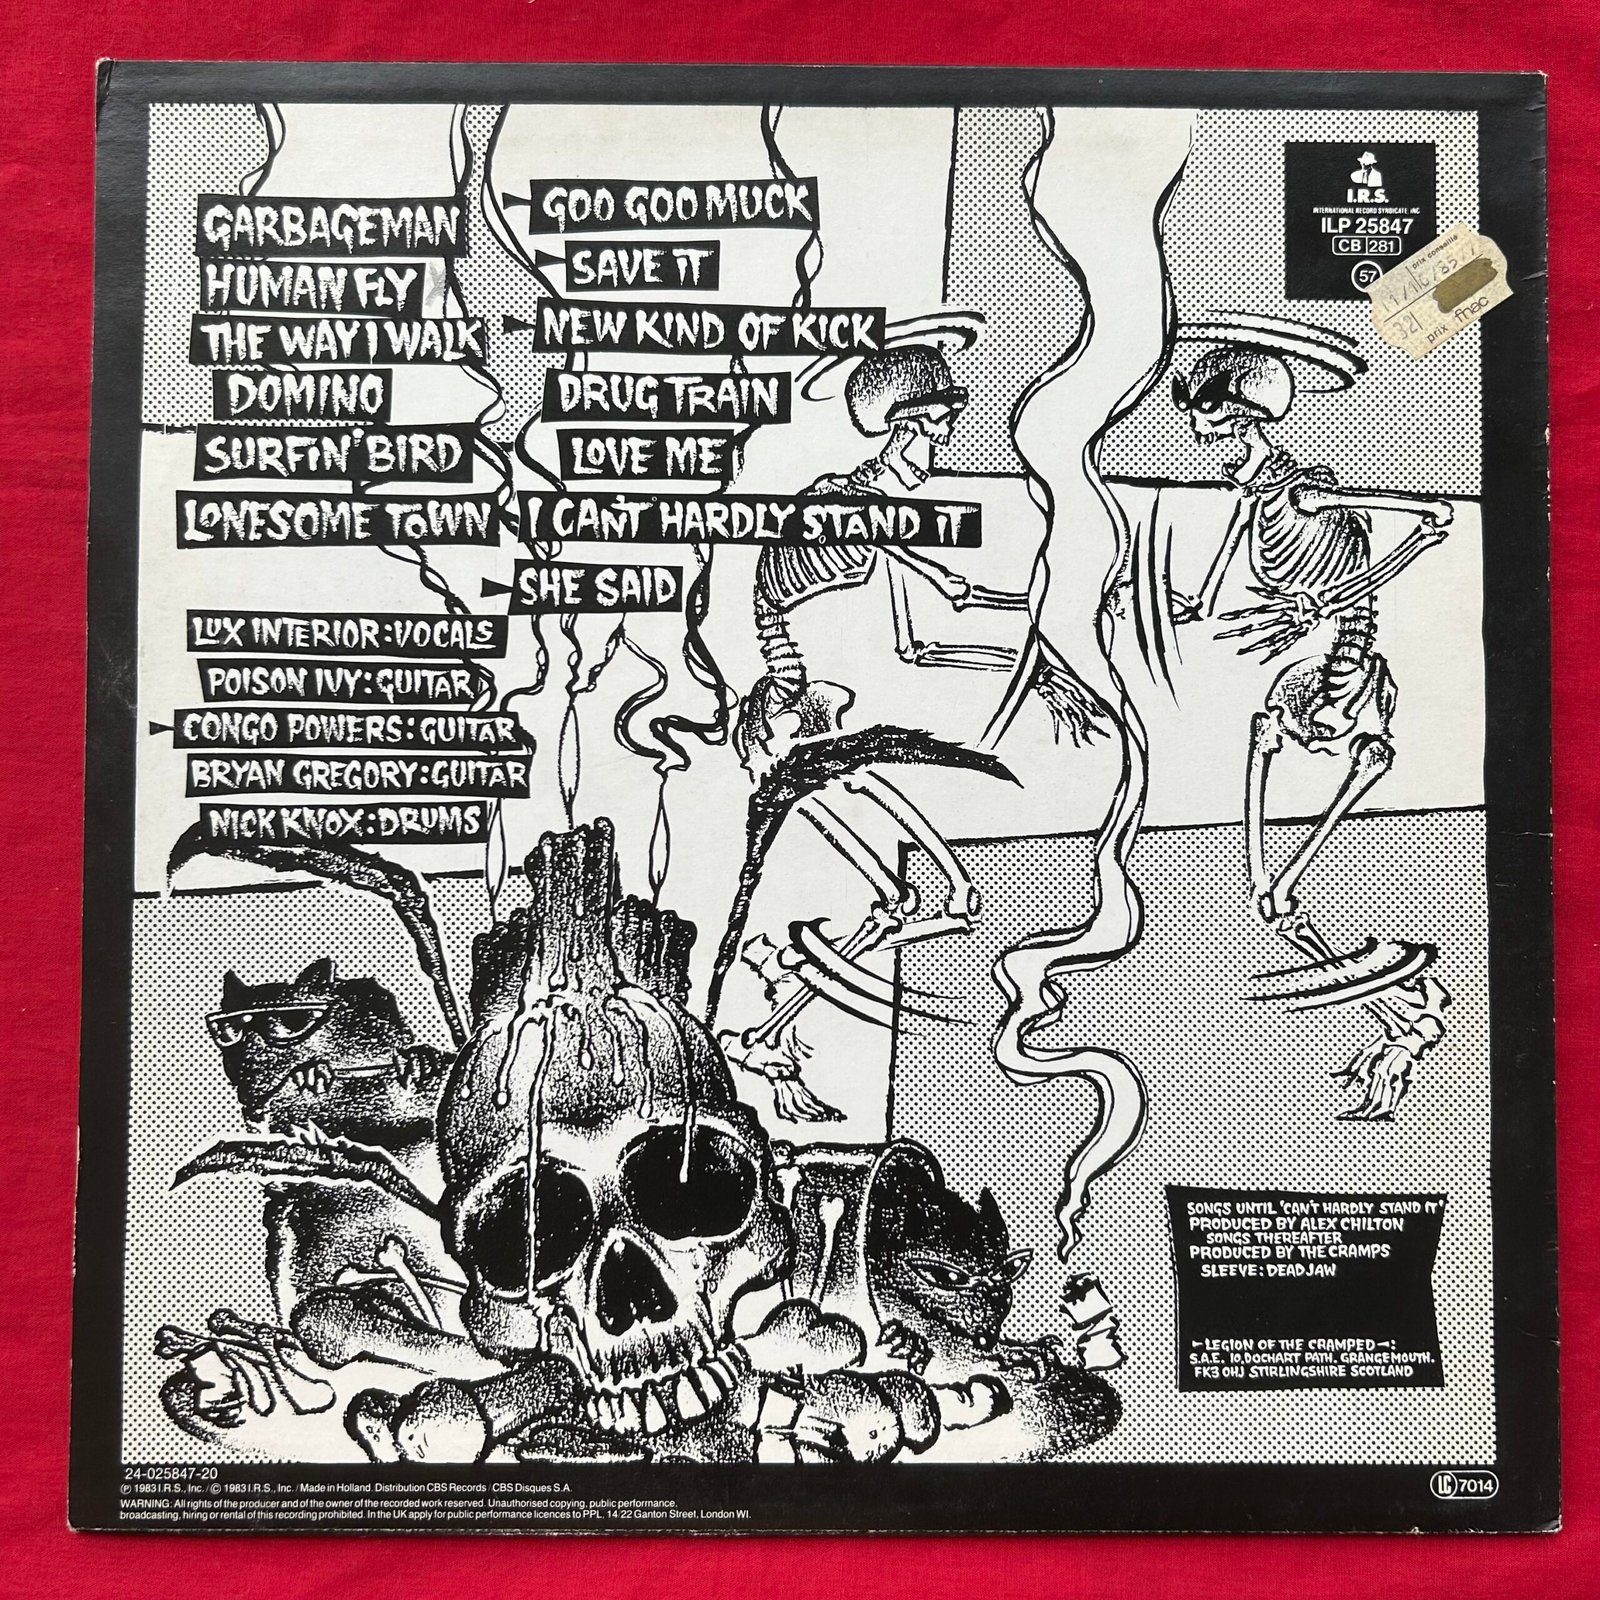 GARBAGEMAN
HUMAN FLY
THE WAY I WALK
DOMINO
SURFIN' BIRD
LONESOME TOWN
GOO GOO MUCK
SAVE IT
NEW KIND OF KICK
DRUG TRAIN
LOVE ME
I CAN'T HARDLY STAND IT
SHE SAID
LUX INTERIOR:VOCALS
POISON IVY:GUITAR
CONGO POWERS:GUITAR
BRYAN GREGORY:GUITAR
NICK KNOX:DRUMS
I.R.S.
INTERNATIONAL RECORD SYNDICATE, INC
ILP 25847
CB 281
57
prix conseillé
321
prix fnac
SONGS UNTIL 'CAN'T HARDLY STAND IT'
PRODUCED BY ALEX CHILTON
SONGS THEREAFTER
PRODUCED BY THE CRAMPS
SLEEVE: DEADJAW
-LEGION OF THE CRAMPED-:
S.A.E. 10.DOCHART PATH. GRANGEMOUTH.
FK3 0HJ STIRLINGSHIRE SCOTLAND
24-025847-20
℗ 1983 I.R.S., Inc. / © 1983 I.R.S., Inc. / Made in Holland. Distribution CBS Records / CBS Disques S.A.
WARNING: All rights of the producer and of the owner of the recorded work reserved. Unauthorised copying, public performance,
broadcasting, hiring or rental of this recording prohibited. In the UK apply for public performance licences to PPL, 14/22 Ganton Street, London WI.
LC 7014